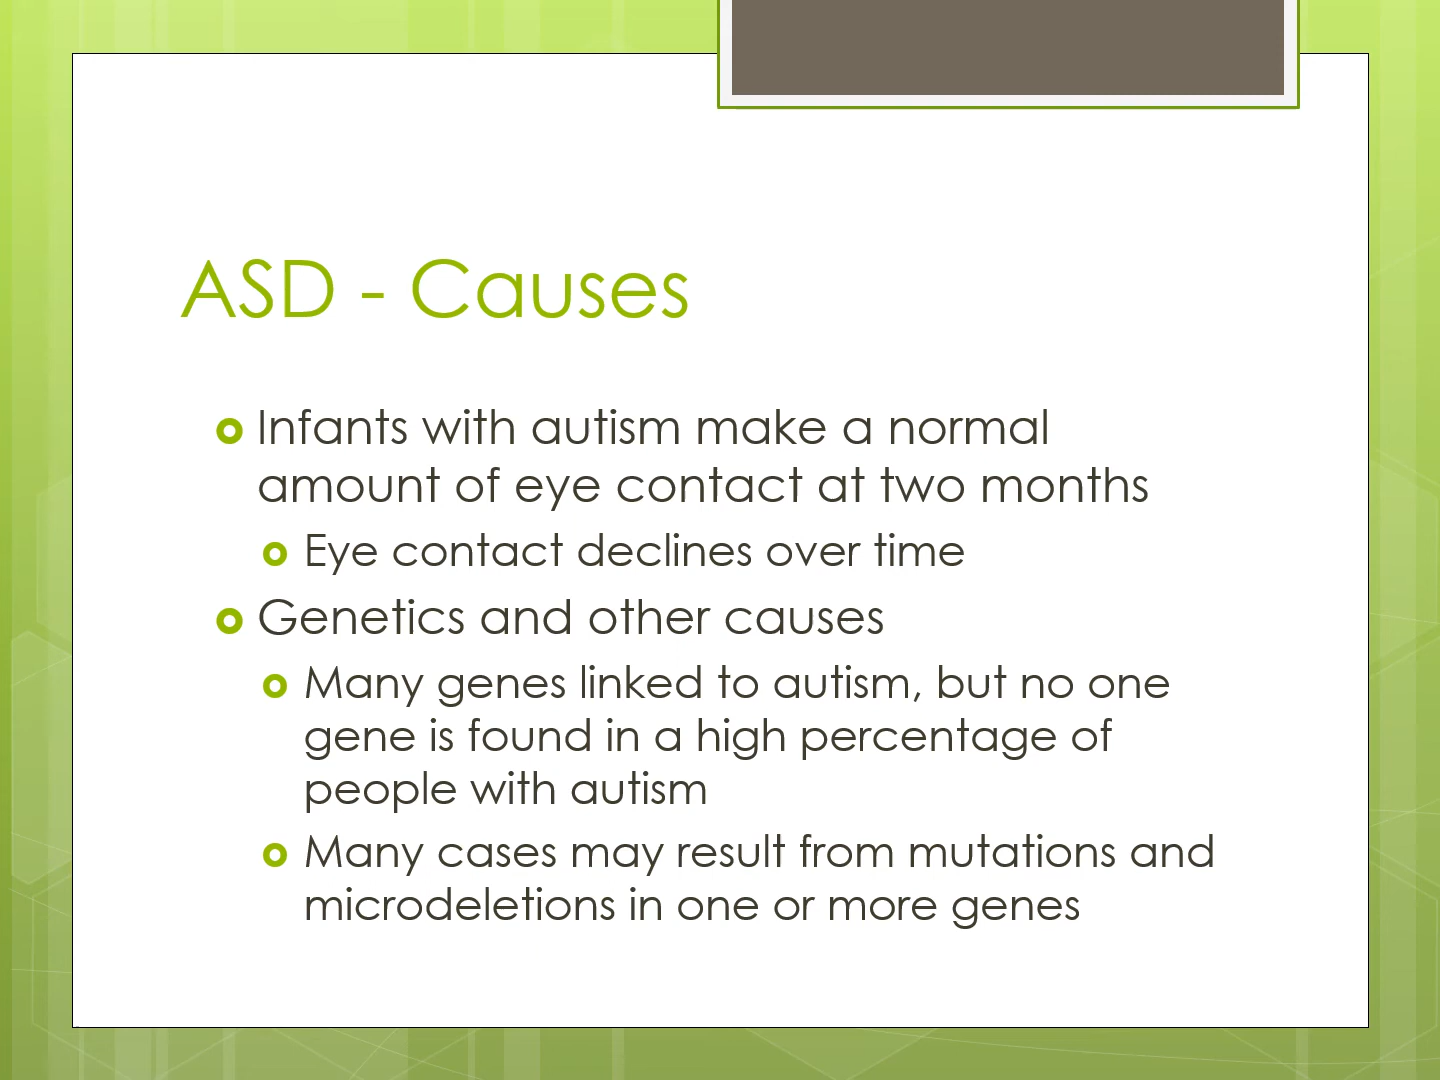 ASD - Causes
Infants with autism make a normal
amount of eye contact at two months
Eye contact declines over time
Genetics and other causes
Many genes linked to autism, but no one
gene is found in a high percentage of
people with autism
Many cases may result from mutations and
microdeletions in one or more genes